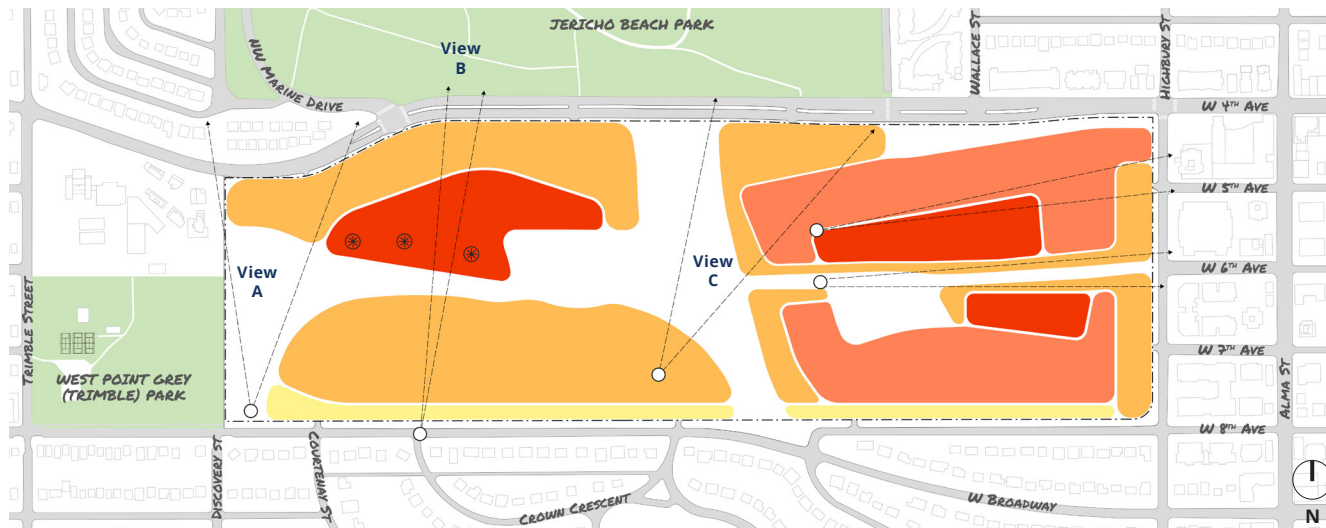 JERICHO BEACH PARK
NW MARINE DRIVE
View
B
WALLACE ST
HIGHBURY ST
W 4TH AVE
W 5TH AVE
View
A
View
C
W 6TH AVE
TRIMBLE STREET
WEST POINT GREY
(TRIMBLE) PARK
W 7TH AVE
ALMA ST
W 8TH AVE
DISCOVERY ST
COURTENAY ST
CROWN CRESCENT
W BROADWAY
N